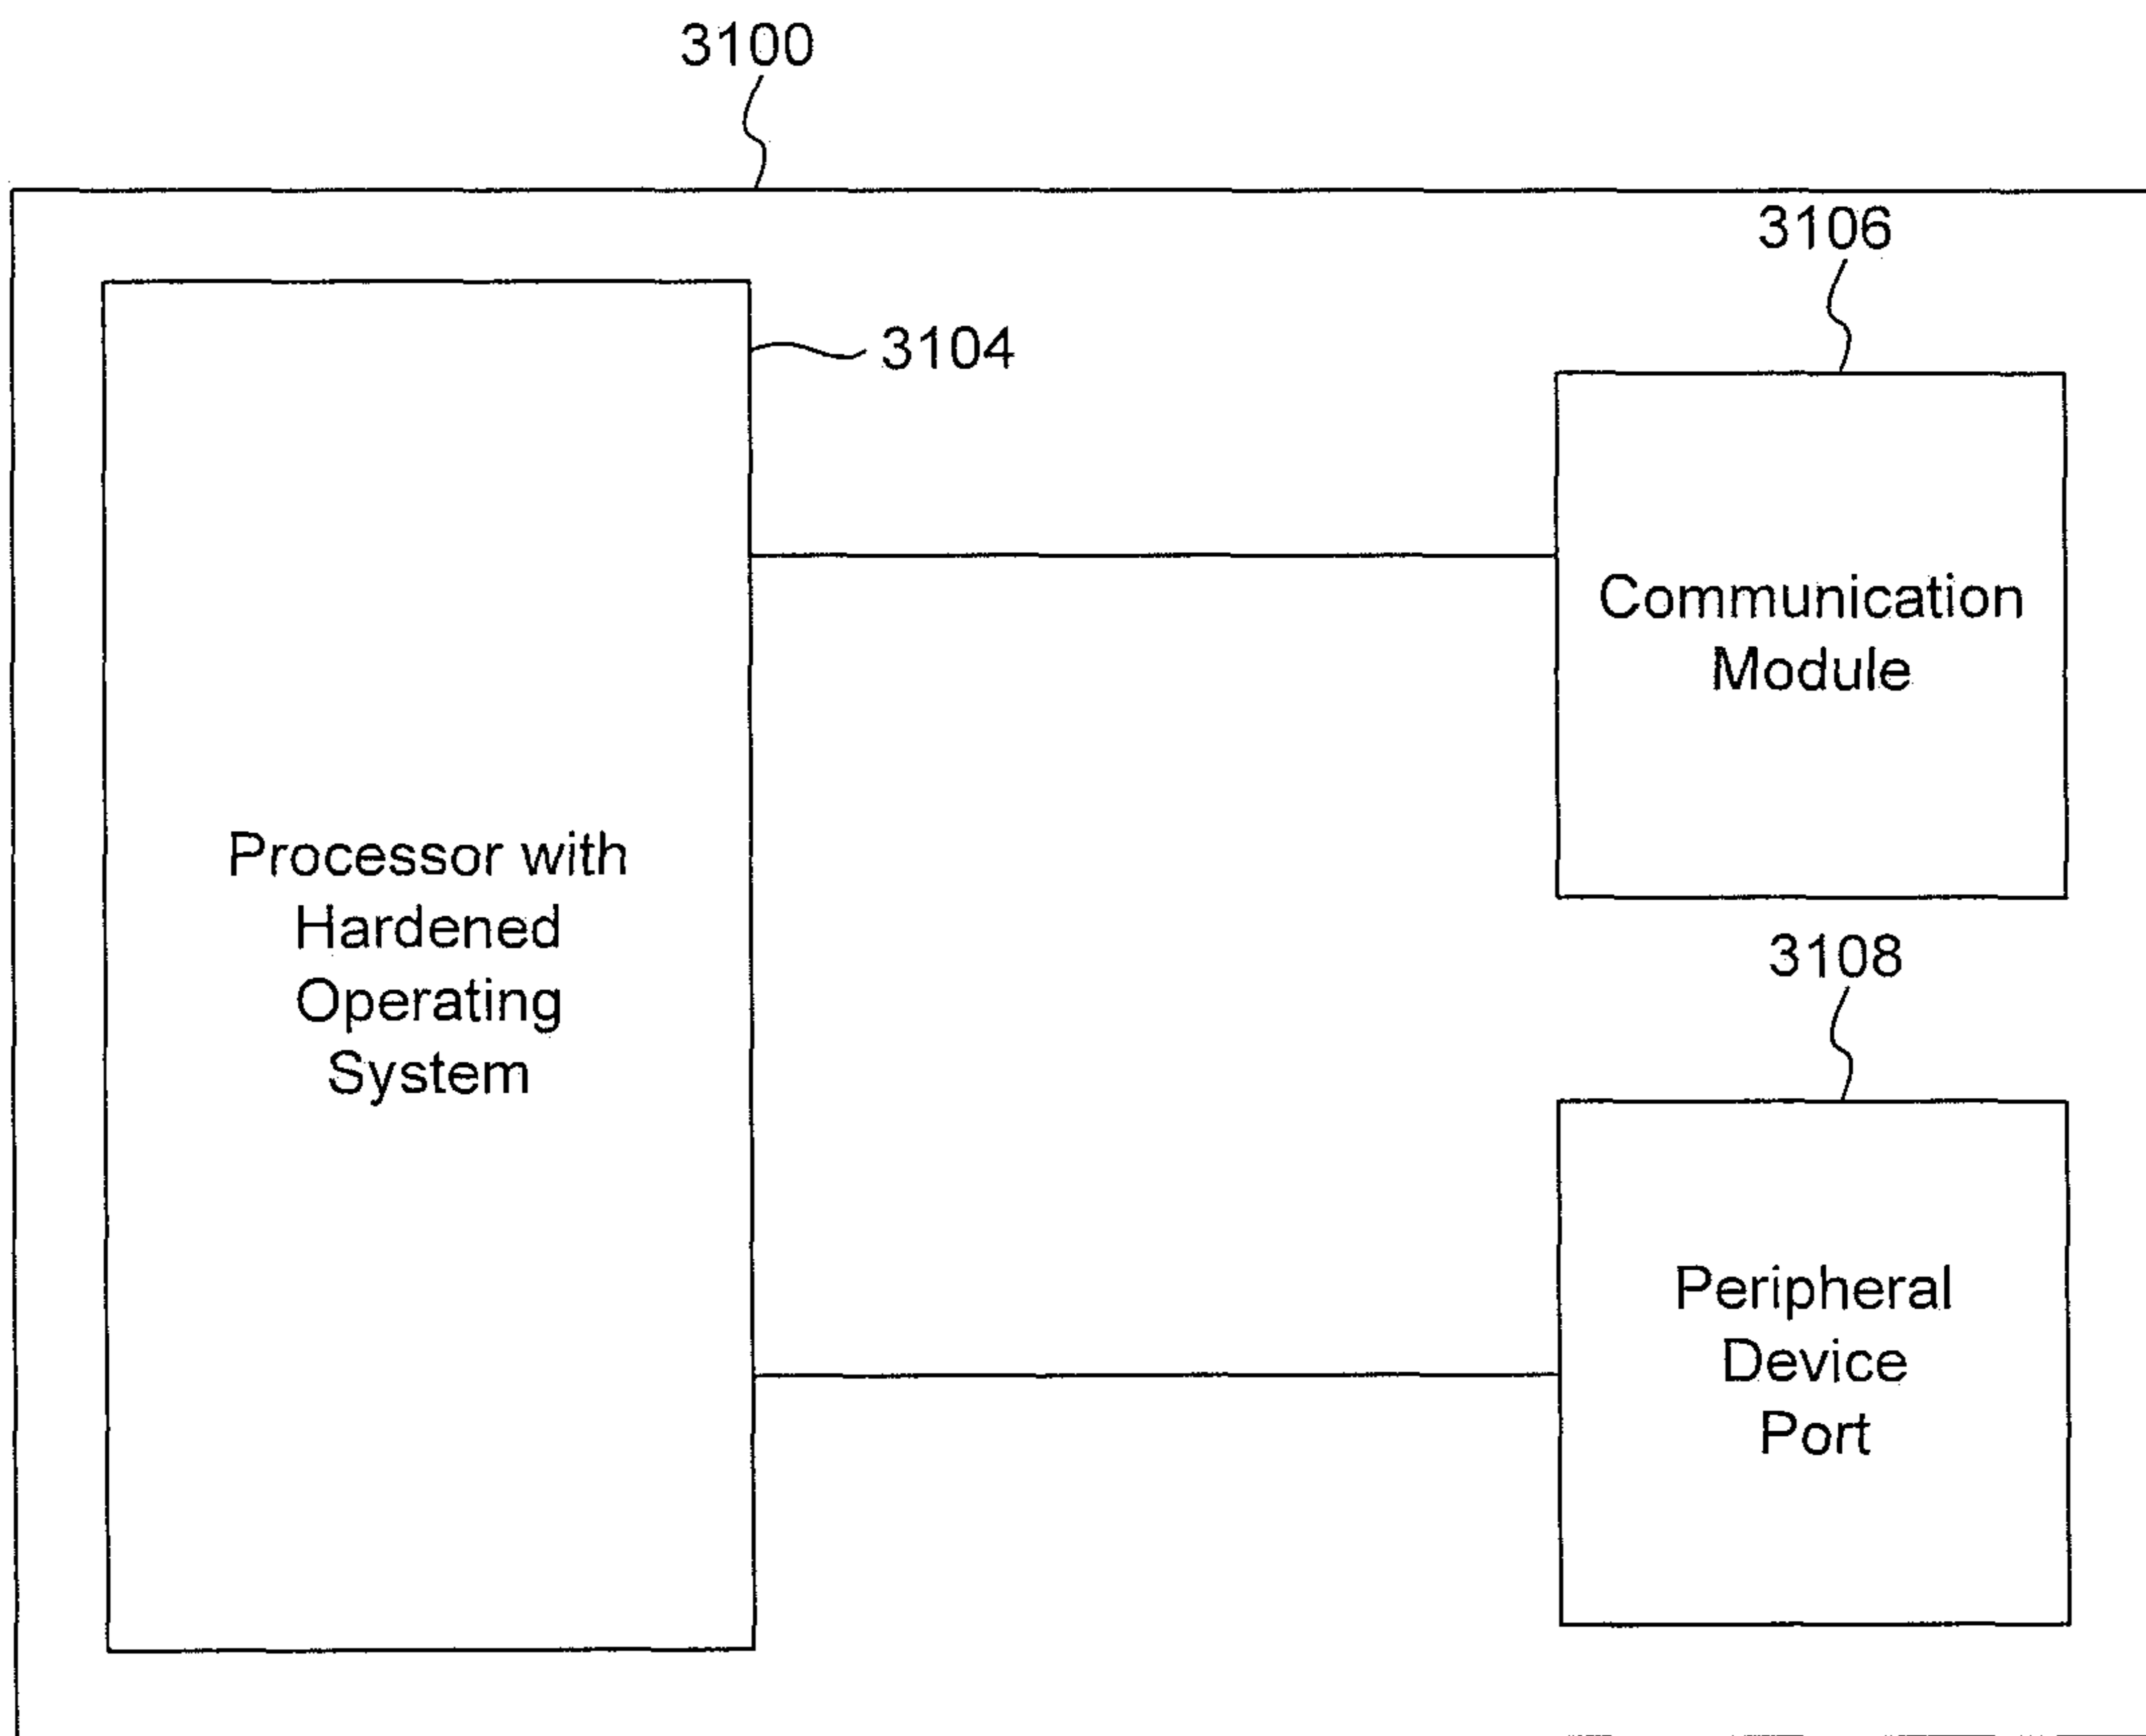 3100
3106
3104
Communication
Module
Processor with
Hardened
Operating
System
3108
Peripheral
Device
Port